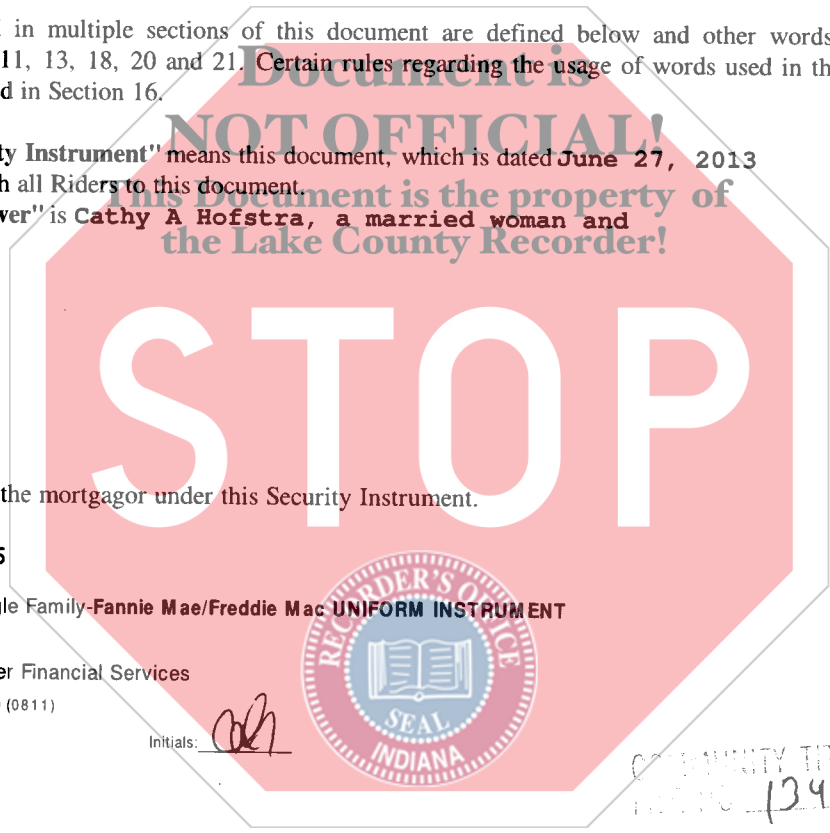 in multiple sections of this document are defined below and other words
11, 13, 18, 20 and 21. Certain rules regarding the usage of words used in th
d in Section 16.
Document is
NOT OFFICIAL!
ty Instrument" means this document, which is dated June 27, 2013
h all Riders to this document.
This Document is the property of
wer" is Cathy A Hofstra, a married woman and
the Lake County Recorder!
STOP
the mortgagor under this Security Instrument.
5
gle Family-Fannie Mae/Freddie Mac UNIFORM INSTRUMENT
RECORDER'S OFFICE
er Financial Services
(0811)
SEAL
INDIANA
Initials:
COMMUNITY TIT
134